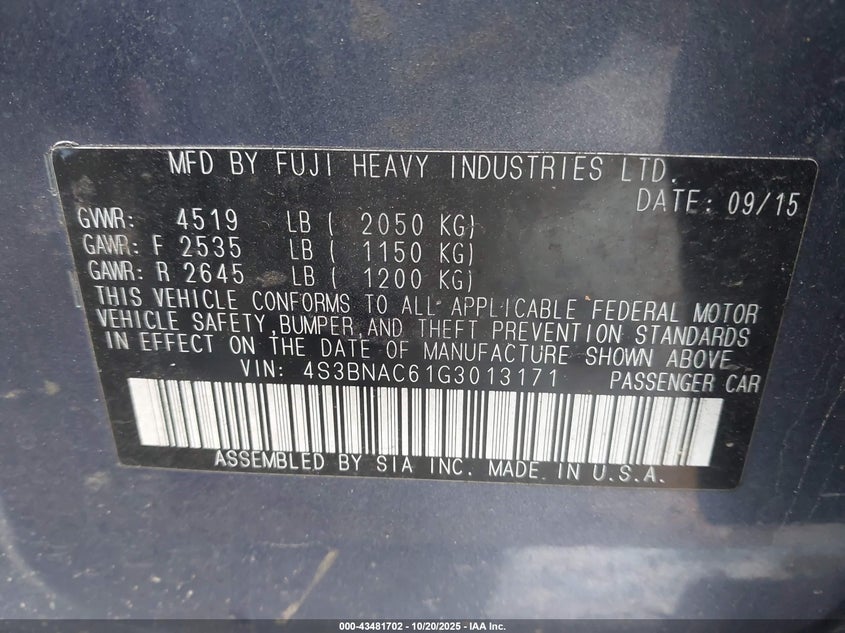 MFD BY FUJI HEAVY INDUSTRIES LTD.
DATE: 09/15
GVWR: 4519 LB ( 2050 KG)
GAWR: F 2535 LB ( 1150 KG)
GAWR: R 2645 LB ( 1200 KG)
THIS VEHICLE CONFORMS TO ALL APPLICABLE FEDERAL MOTOR
VEHICLE SAFETY, BUMPER, AND THEFT PREVENTION STANDARDS
IN EFFECT ON THE DATE OF MANUFACTURE SHOWN ABOVE
VIN: 4S3BNAC61G3013171 PASSENGER CAR
ASSEMBLED BY SIA INC. MADE IN U.S.A.
000-43481702 - 10/20/2025 - IAA Inc.